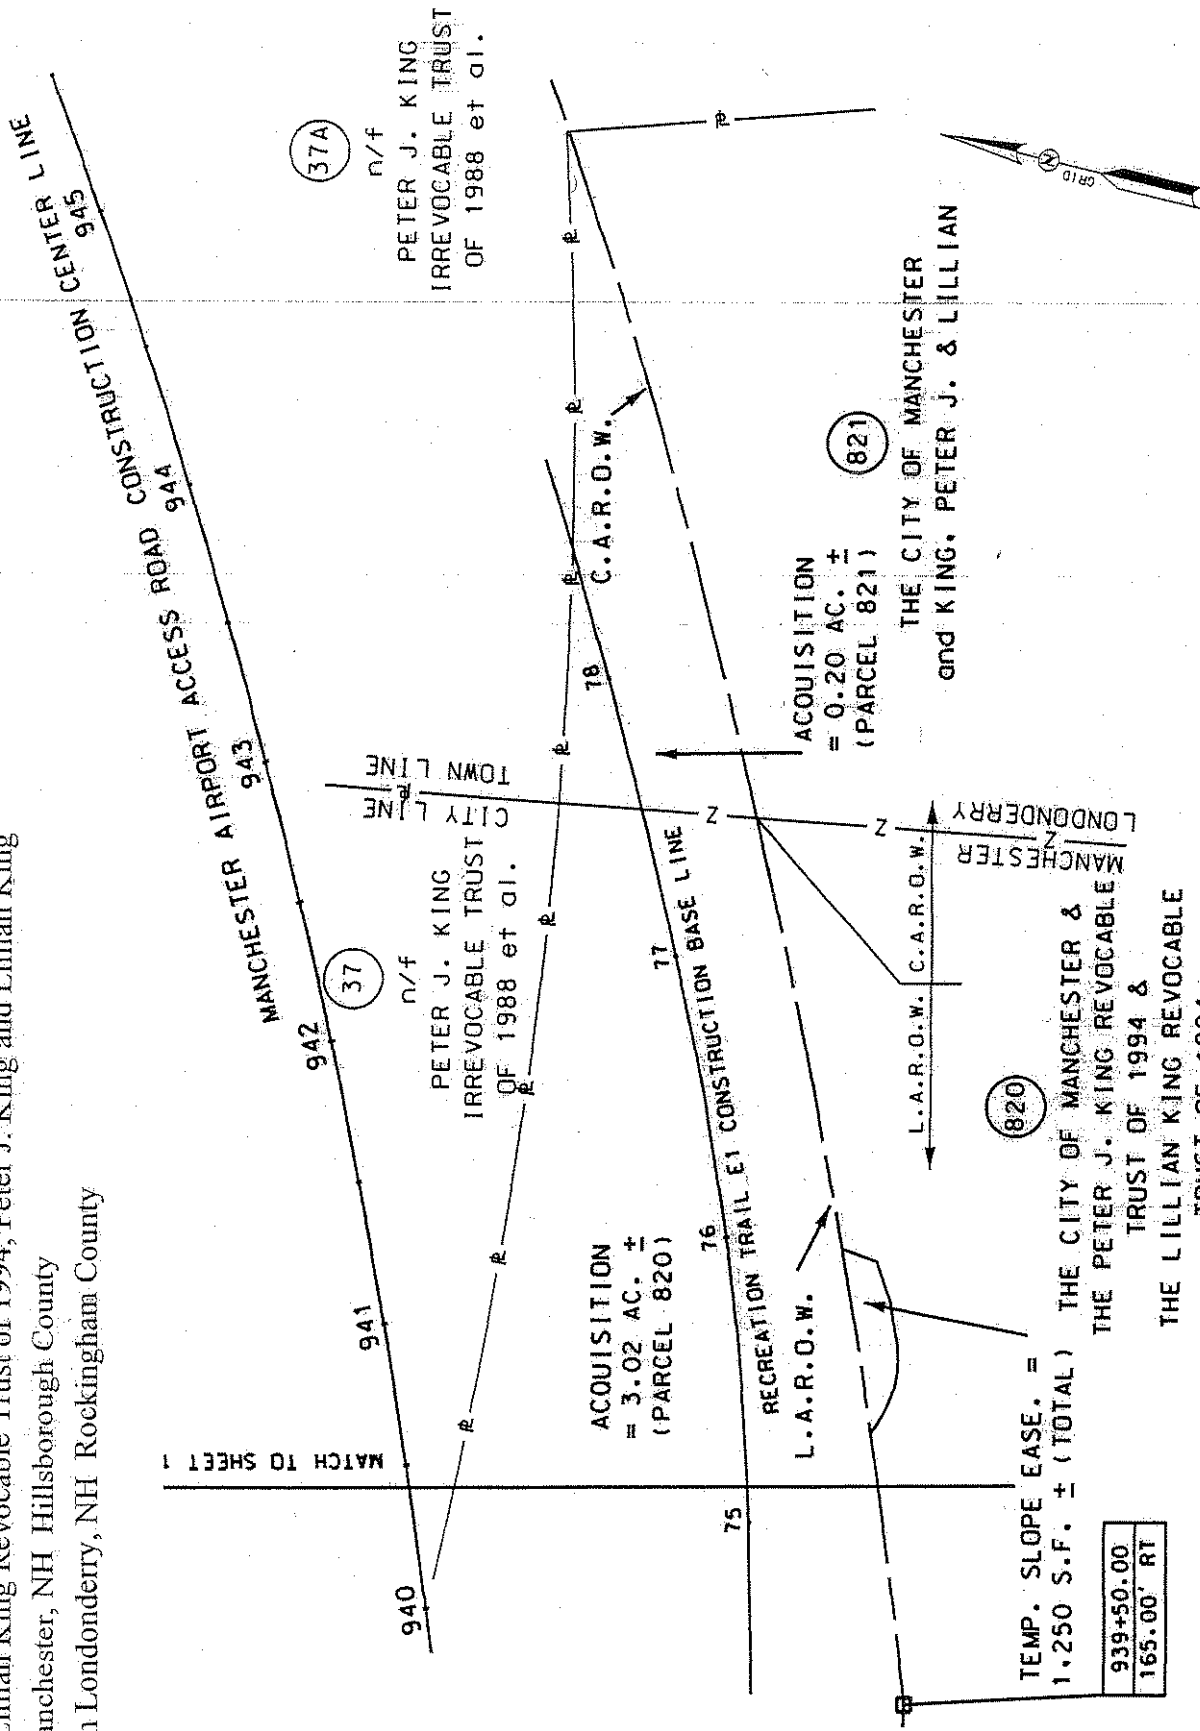 King Revocable Trust of 1994, Peter J. King and Lillian King
Manchester, NH Hillsborough County
Londonderry, NH Rockingham County
MATCH TO SHEET 1
MANCHESTER AIRPORT ACCESS ROAD CONSTRUCTION CENTER LINE
940
941
942
943
944
945
37
n/f
PETER J. KING
IRREVOCABLE TRUST
OF 1988 et al.
37A
n/f
PETER J. KING
IRREVOCABLE TRUST
OF 1988 et al.
CITY LINE
TOWN LINE
ACQUISITION
= 3.02 AC. ±
(PARCEL 820)
RECREATION TRAIL E1 CONSTRUCTION BASE LINE
75
76
77
78
C.A.R.O.W.
L.A.R.O.W.
ACQUISITION
= 0.20 AC. ±
(PARCEL 821)
821
THE CITY OF MANCHESTER
and KING, PETER J. & LILLIAN
L.A.R.O.W. C.A.R.O.W.
Z
Z
Z
MANCHESTER
LONDONDERRY
GRID
N
820
THE CITY OF MANCHESTER &
THE PETER J. KING REVOCABLE
TRUST OF 1994 &
THE LILLIAN KING REVOCABLE
TRUST OF 1994
TEMP. SLOPE EASE. =
1,250 S.F. ± (TOTAL)
939+50.00
165.00' RT